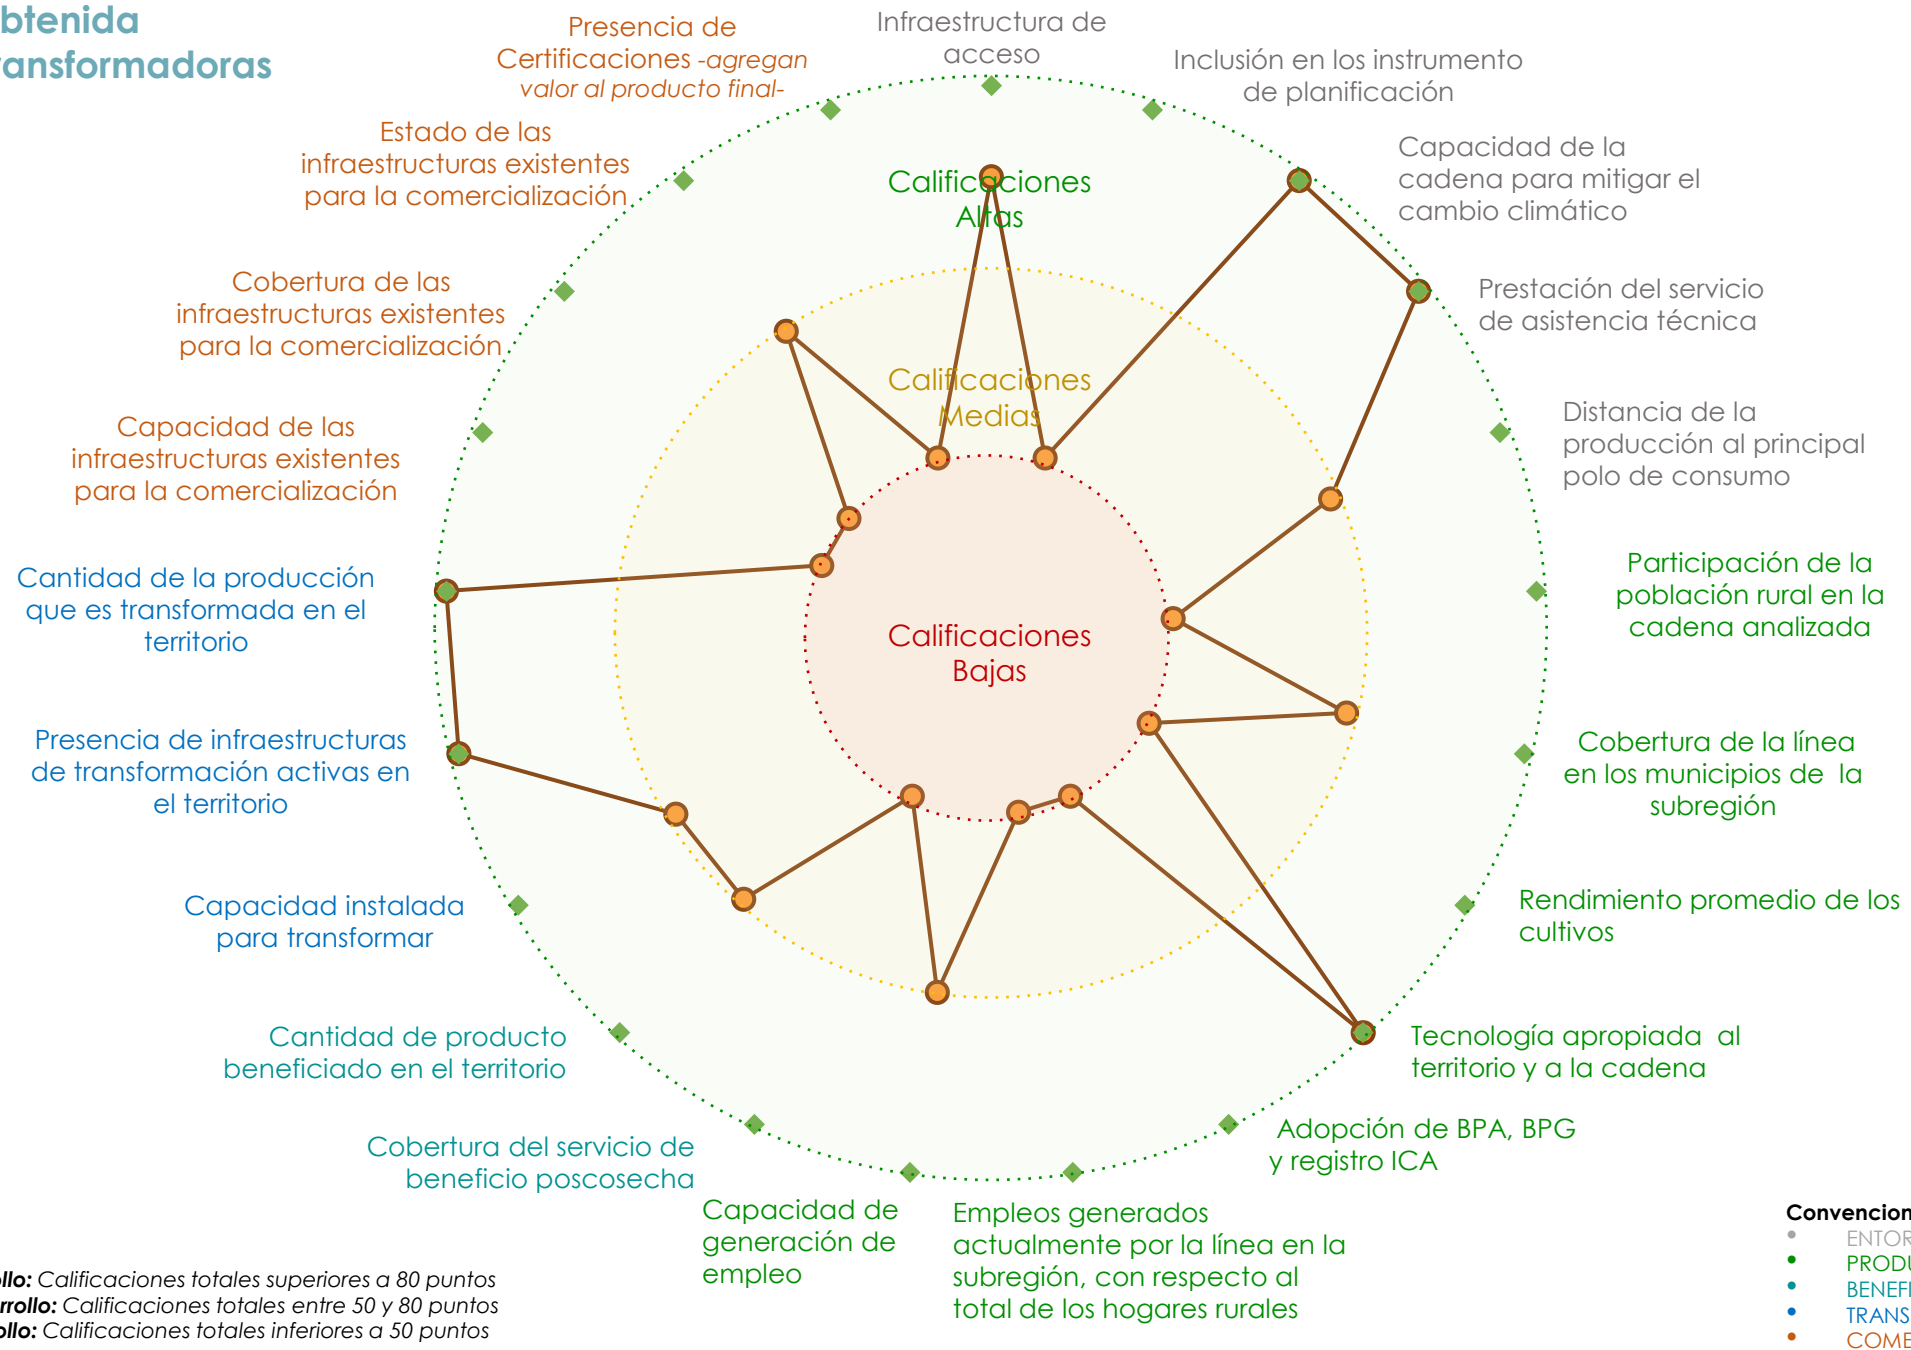 btenida
ransformadoras
Presencia de
Certificaciones -agregan
valor al producto final-
Infraestructura de
acceso
Inclusión en los instrumento
de planificación
Estado de las
infraestructuras existentes
para la comercialización
Capacidad de la
cadena para mitigar el
cambio climático
Calificaciones
Altas
Cobertura de las
infraestructuras existentes
para la comercialización
Prestación del servicio
de asistencia técnica
Calificaciones
Medias
Capacidad de las
infraestructuras existentes
para la comercialización
Distancia de la
producción al principal
polo de consumo
Cantidad de la producción
que es transformada en el
territorio
Participación de la
población rural en la
cadena analizada
Calificaciones
Bajas
Presencia de infraestructuras
de transformación activas en
el territorio
Cobertura de la línea
en los municipios de la
subregión
Capacidad instalada
para transformar
Rendimiento promedio de los
cultivos
Cantidad de producto
beneficiado en el territorio
Tecnología apropiada al
territorio y a la cadena
Cobertura del servicio de
beneficio poscosecha
Adopción de BPA, BPG
y registro ICA
Capacidad de
generación de
empleo
Empleos generados
actualmente por la línea en la
subregión, con respecto al
total de los hogares rurales
ollo: Calificaciones totales superiores a 80 puntos
rrollo: Calificaciones totales entre 50 y 80 puntos
ollo: Calificaciones totales inferiores a 50 puntos
Convencion
• ENTOR
• PRODU
• BENEFI
• TRANS
• COME